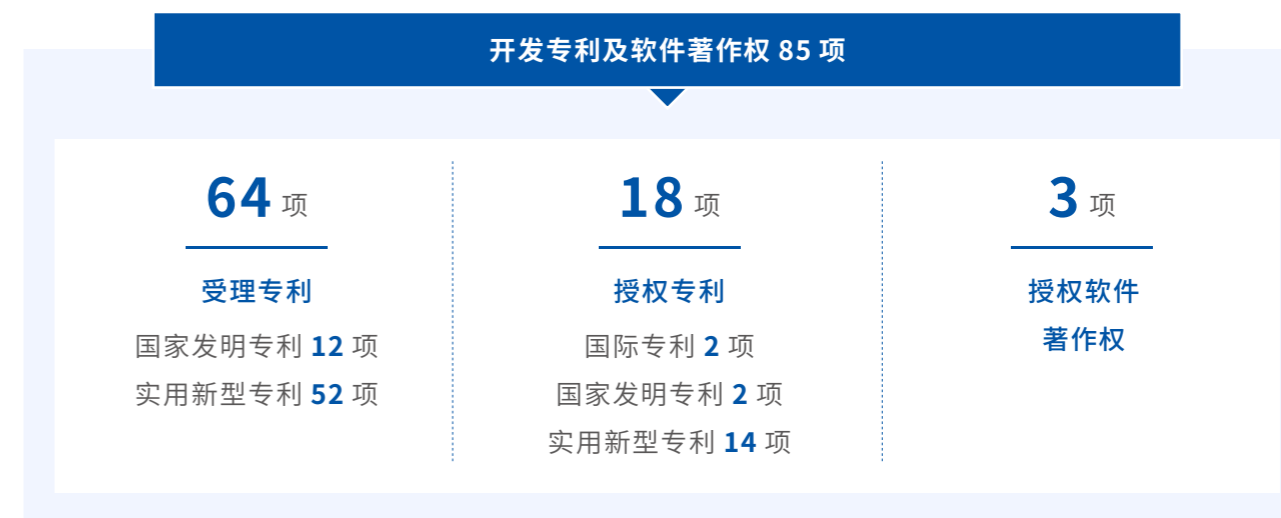 开发专利及软件著作权 85 项
64 项
受理专利
国家发明专利 12 项
实用新型专利 52 项
18 项
授权专利
国际专利 2 项
国家发明专利 2 项
实用新型专利 14 项
3 项
授权软件
著作权